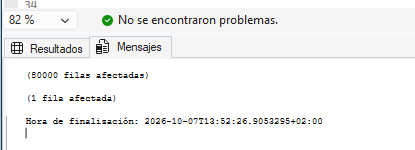 34
82 %
No se encontraron problemas.
Resultados
Mensajes
(80000 filas afectadas)
(1 fila afectada)
Hora de finalización: 2026-10-07T13:52:26.9053295+02:00